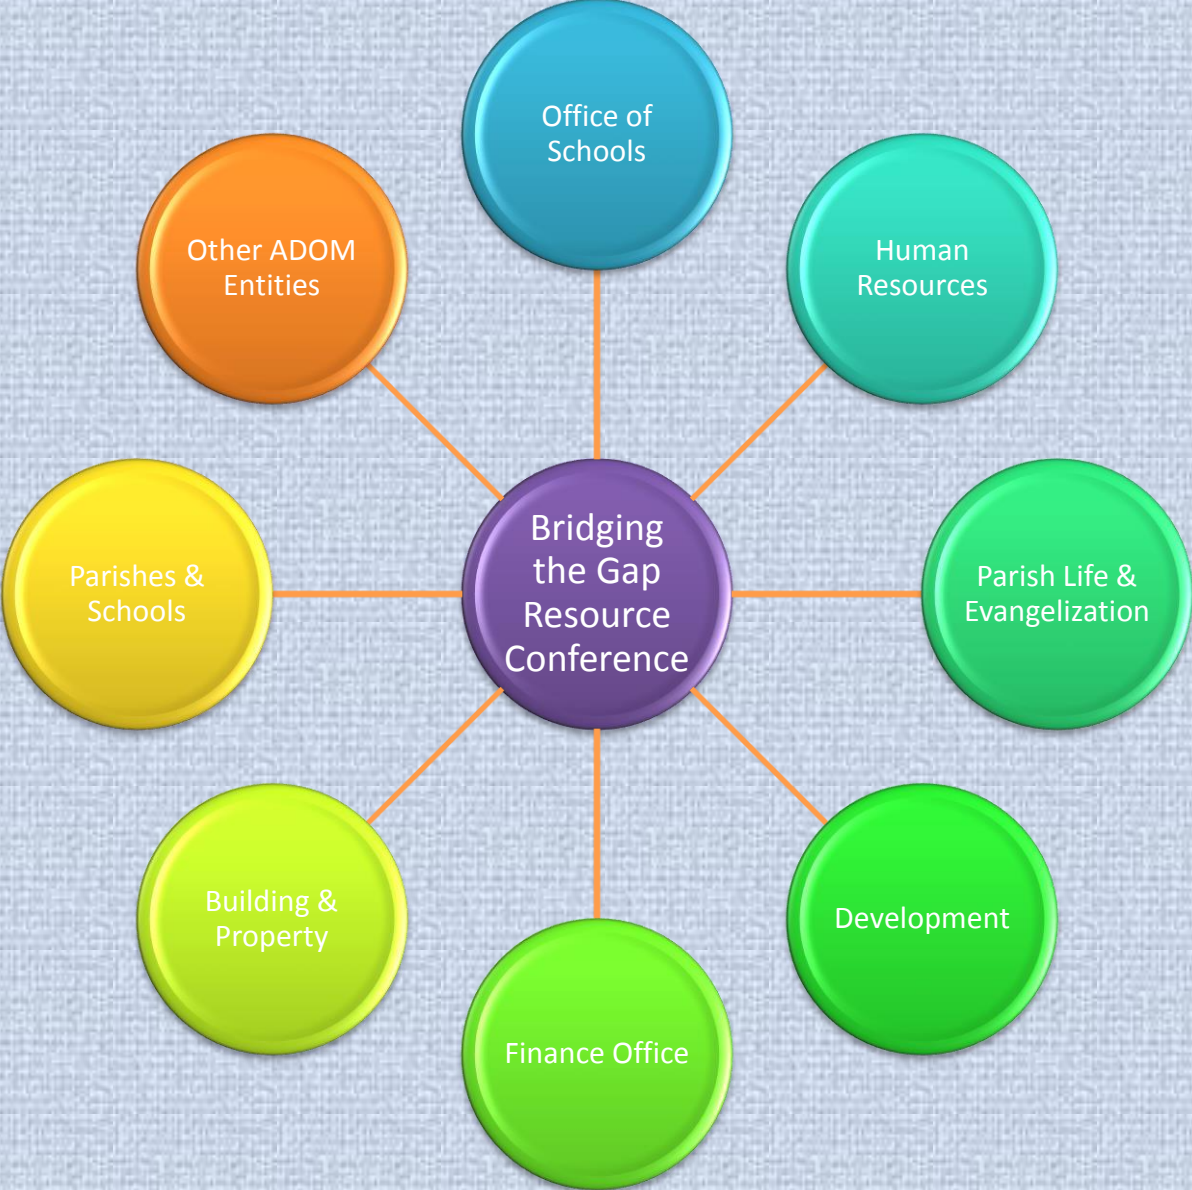 Office of
Schools
Other ADOM
Entities
Human
Resources
Bridging
the Gap
Resource
Conference
Parishes &
Schools
Parish Life &
Evangelization
Building &
Property
Development
Finance Office